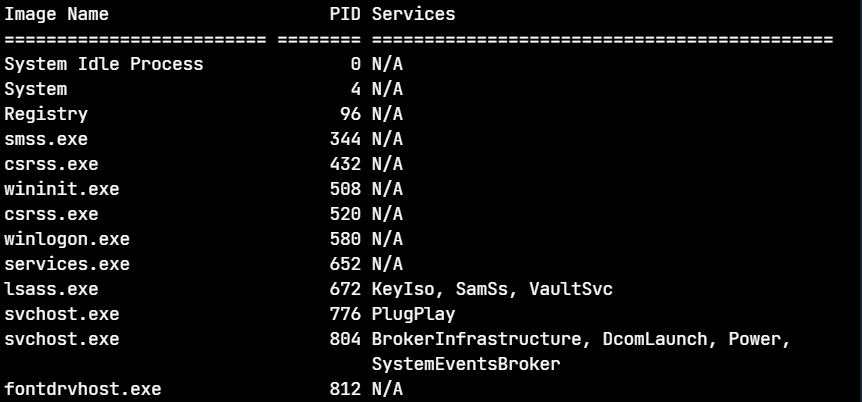 Image Name                     PID Services
========================= ======== ============================================
System Idle Process              0 N/A
System                           4 N/A
Registry                        96 N/A
smss.exe                       344 N/A
csrss.exe                      432 N/A
wininit.exe                    508 N/A
csrss.exe                      520 N/A
winlogon.exe                   580 N/A
services.exe                   652 N/A
lsass.exe                      672 KeyIso, SamSs, VaultSvc
svchost.exe                    776 PlugPlay
svchost.exe                    804 BrokerInfrastructure, DcomLaunch, Power,
                                   SystemEventsBroker
fontdrvhost.exe                812 N/A